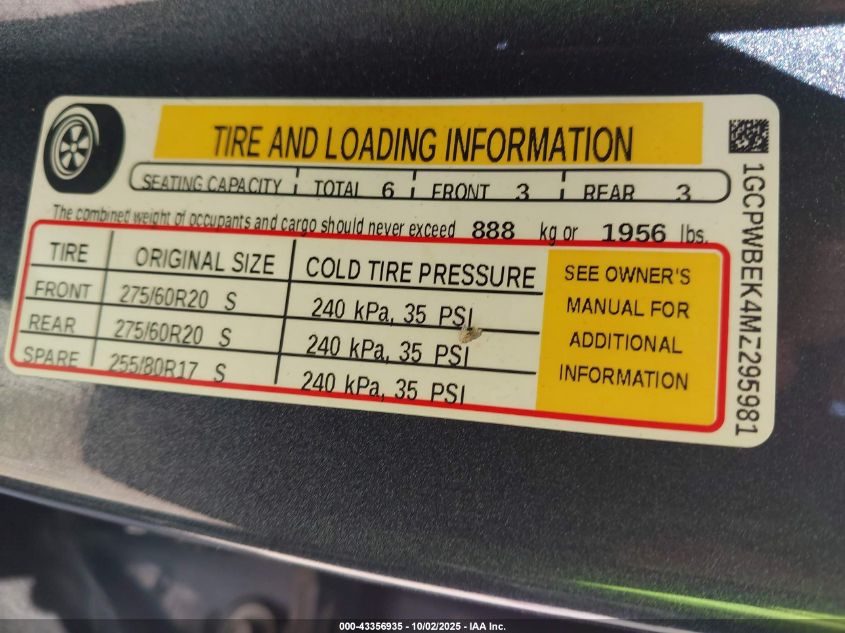 TIRE AND LOADING INFORMATION
SEATING CAPACITY TOTAL 6 FRONT 3 REAR 3
The combined weight of occupants and cargo should never exceed 888 kg or 1956 lbs.
TIRE ORIGINAL SIZE COLD TIRE PRESSURE
FRONT 275/60R20 S 240 kPa, 35 PSI
REAR 275/60R20 S 240 kPa, 35 PSI
SPARE 255/80R17 S 240 kPa, 35 PSI
SEE OWNER'S
MANUAL FOR
ADDITIONAL
INFORMATION
1GCPWBEK4MZ295981
000-43356935 - 10/02/2025 - IAA Inc.